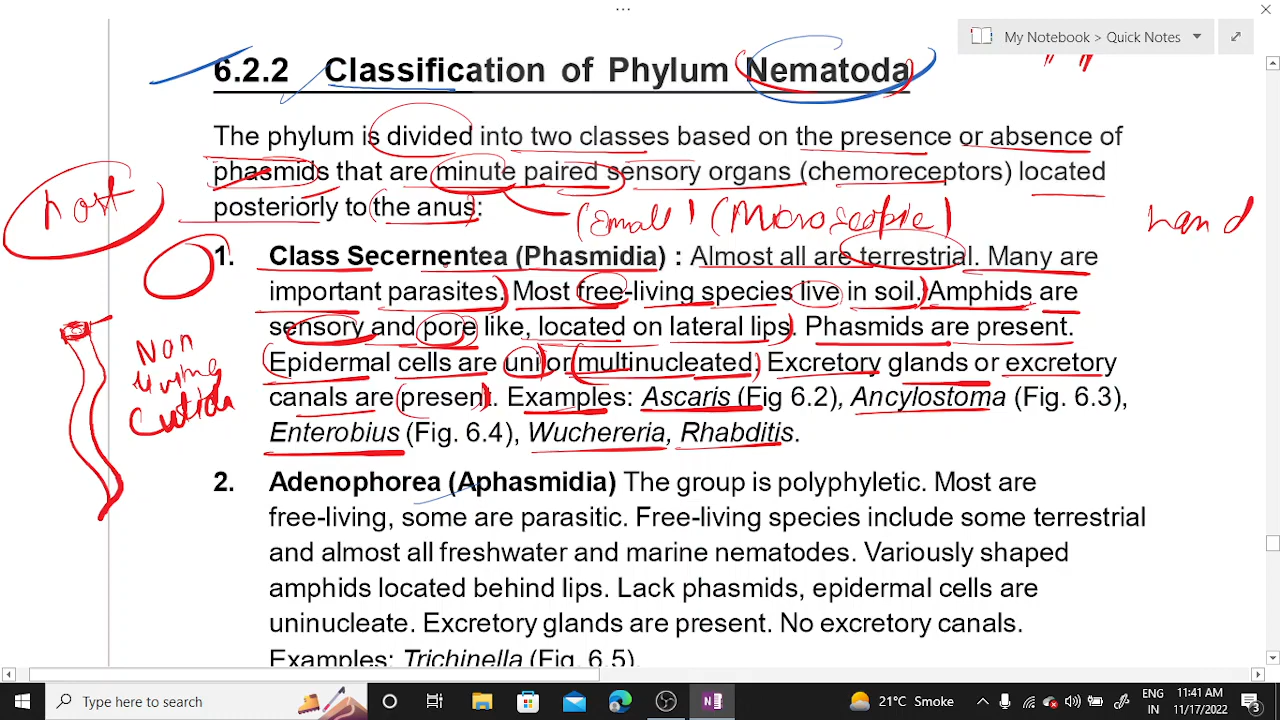 My Notebook > Quick Notes
6.2.2 Classification of Phylum Nematoda
The phylum is divided into two classes based on the presence or absence of
phasmids that are minute paired sensory organs (chemoreceptors) located
host
posteriorly to the anus:
(Small) (Microscopic)
hand
1. Class Secernentea (Phasmidia) : Almost all are terrestrial. Many are
important parasites. Most free-living species live in soil. Amphids are
sensory and pore like, located on lateral lips. Phasmids are present.
Epidermal cells are uni or multinucleated. Excretory glands or excretory
canals are present. Examples: Ascaris (Fig 6.2), Ancylostoma (Fig. 6.3),
Enterobius (Fig. 6.4), Wuchereria, Rhabditis.
Non
living
Cuticle
2. Adenophorea (Aphasmidia) The group is polyphyletic. Most are
free-living, some are parasitic. Free-living species include some terrestrial
and almost all freshwater and marine nematodes. Variously shaped
amphids located behind lips. Lack phasmids, epidermal cells are
uninucleate. Excretory glands are present. No excretory canals.
Examples: Trichinella (Fig. 6.5).
Type here to search
21°C Smoke
ENG
IN
11:41 AM
11/17/2022
3